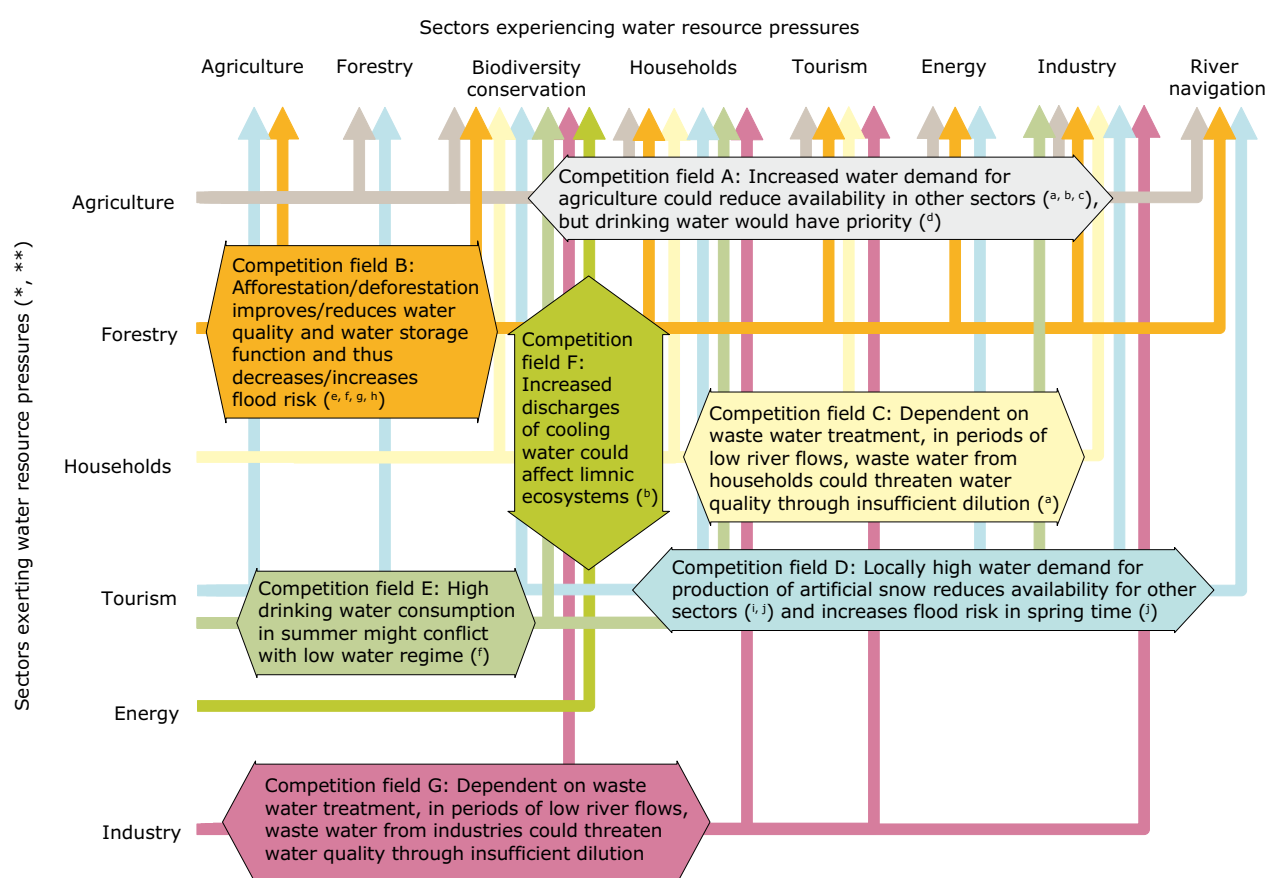 Sectors experiencing water resource pressures
Agriculture
Forestry
Biodiversity
conservation
Households
Tourism
Energy
Industry
River
navigation
Sectors exerting water resource pressures (*, **)
Agriculture
Competition field A: Increased water demand for
agriculture could reduce availability in other sectors (a, b, c),
but drinking water would have priority (d)
Competition field B:
Afforestation/deforestation
improves/reduces water
quality and water storage
function and thus
decreases/increases
flood risk (e, f, g, h)
Forestry
Competition
field F:
Increased
discharges
of cooling
water could
affect limnic
ecosystems (b)
Competition field C: Dependent on
waste water treatment, in periods of
low river flows, waste water from
households could threaten water
quality through insufficient dilution (a)
Households
Competition field D: Locally high water demand for
production of artificial snow reduces availability for other
sectors (i, j) and increases flood risk in spring time (j)
Tourism
Competition field E: High
drinking water consumption
in summer might conflict
with low water regime (f)
Energy
Competition field G: Dependent on waste
water treatment, in periods of low river flows,
waste water from industries could threaten
water quality through insufficient dilution
Industry